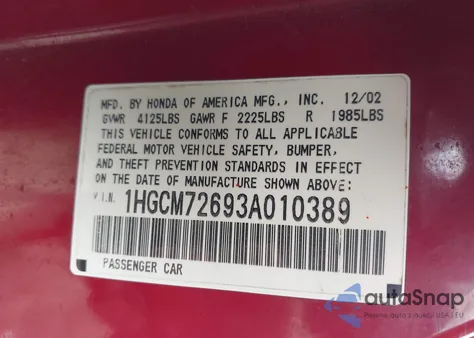 MFD. BY HONDA OF AMERICA MFG., INC. 12/02
GVWR 4125LBS GAWR F 2225LBS R 1985LBS
THIS VEHICLE CONFORMS TO ALL APPLICABLE
FEDERAL MOTOR VEHICLE SAFETY, BUMPER,
AND THEFT PREVENTION STANDARDS IN EFFECT
ON THE DATE OF MANUFACTURE SHOWN ABOVE:
V.I.N. 1HGCM72693A010389
PASSENGER CAR
autoSnap